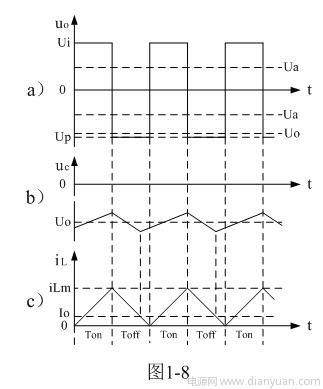 uo
Ui
Ua
a) 0 t
Ua
Uo
Up
uc
0 t
b)
Uo
iL
iLm
c)
Io
0 t
Ton Toff Ton Toff Ton
图1-8
电源网 www.dianyuan.com